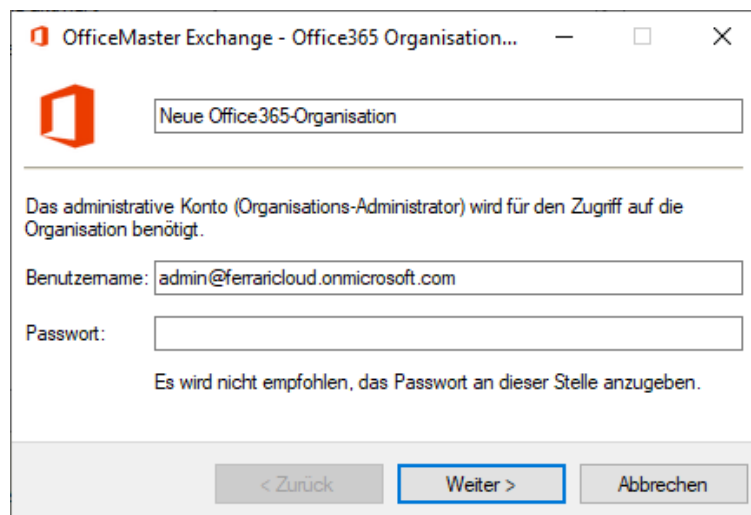 OfficeMaster Exchange - Office365 Organisation...
Neue Office365-Organisation
Das administrative Konto (Organisations-Administrator) wird für den Zugriff auf die
Organisation benötigt.
Benutzername: admin@ferraricloud.onmicrosoft.com
Passwort:
Es wird nicht empfohlen, das Passwort an dieser Stelle anzugeben.
< Zurück Weiter > Abbrechen